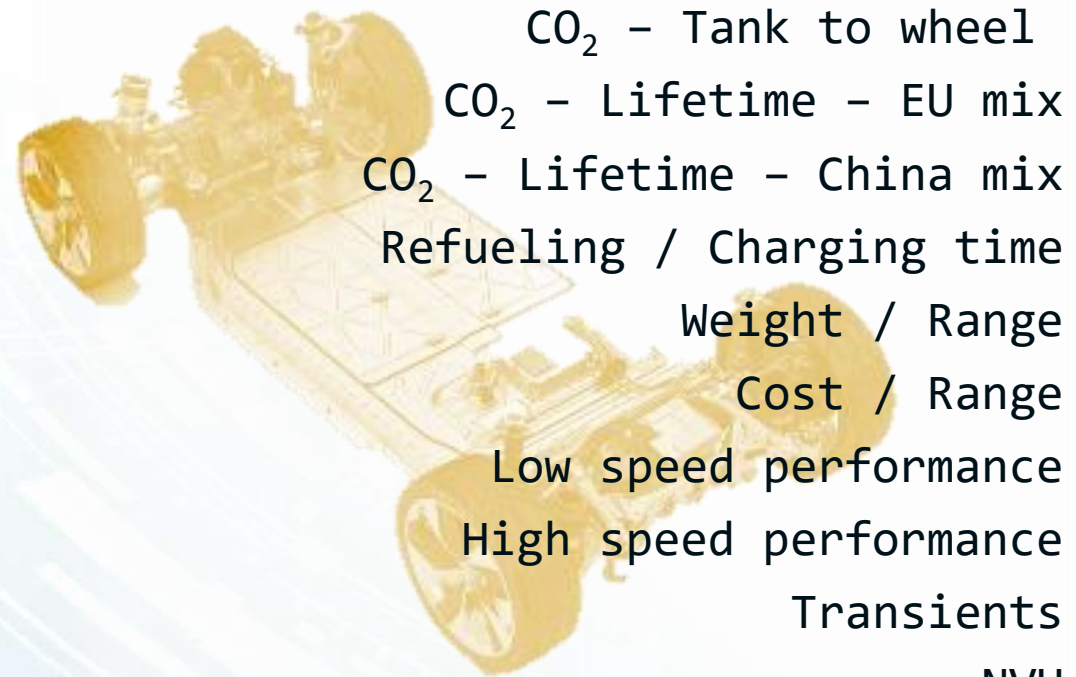 CO₂ – Tank to wheel
CO₂ – Lifetime – EU mix
CO₂ – Lifetime – China mix
Refueling / Charging time
Weight / Range
Cost / Range
Low speed performance
High speed performance
Transients